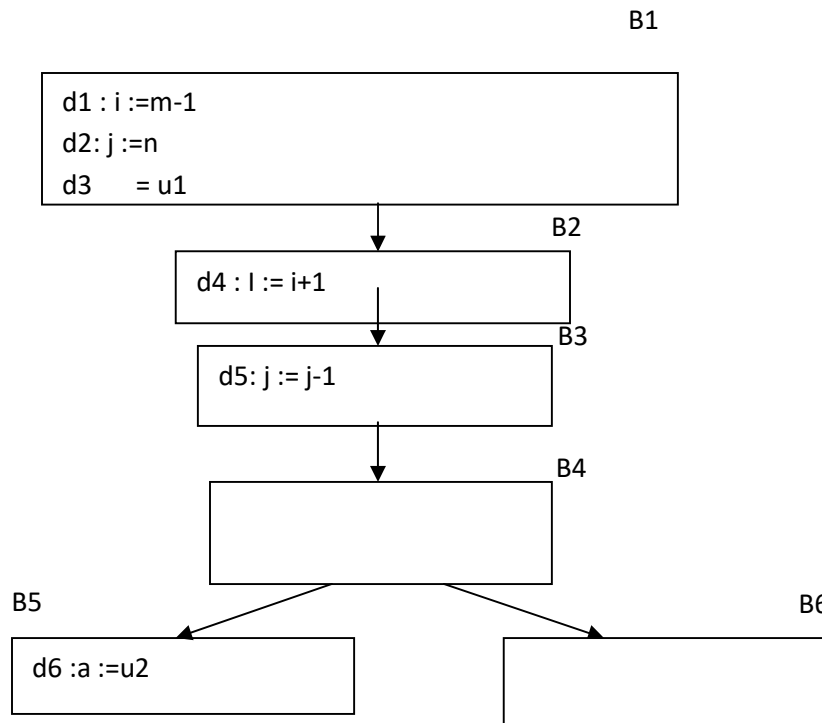 B1
d1 : i :=m-1
d2: j :=n
d3 = u1
B2
d4 : I := i+1
B3
d5: j := j-1
B4
B5
B6
d6 :a :=u2